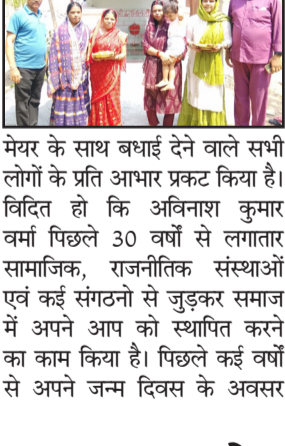 मेयर के साथ बधाई देने वाले सभी
लोगों के प्रति आभार प्रकट किया है।
विदित हो कि अविनाश कुमार
वर्मा पिछले 30 वर्षों से लगातार
सामाजिक, राजनीतिक संस्थाओं
एवं कई संगठनो से जुड़कर समाज
में अपने आप को स्थापित करने
का काम किया है। पिछले कई वर्षों
से अपने जन्म दिवस के अवसर